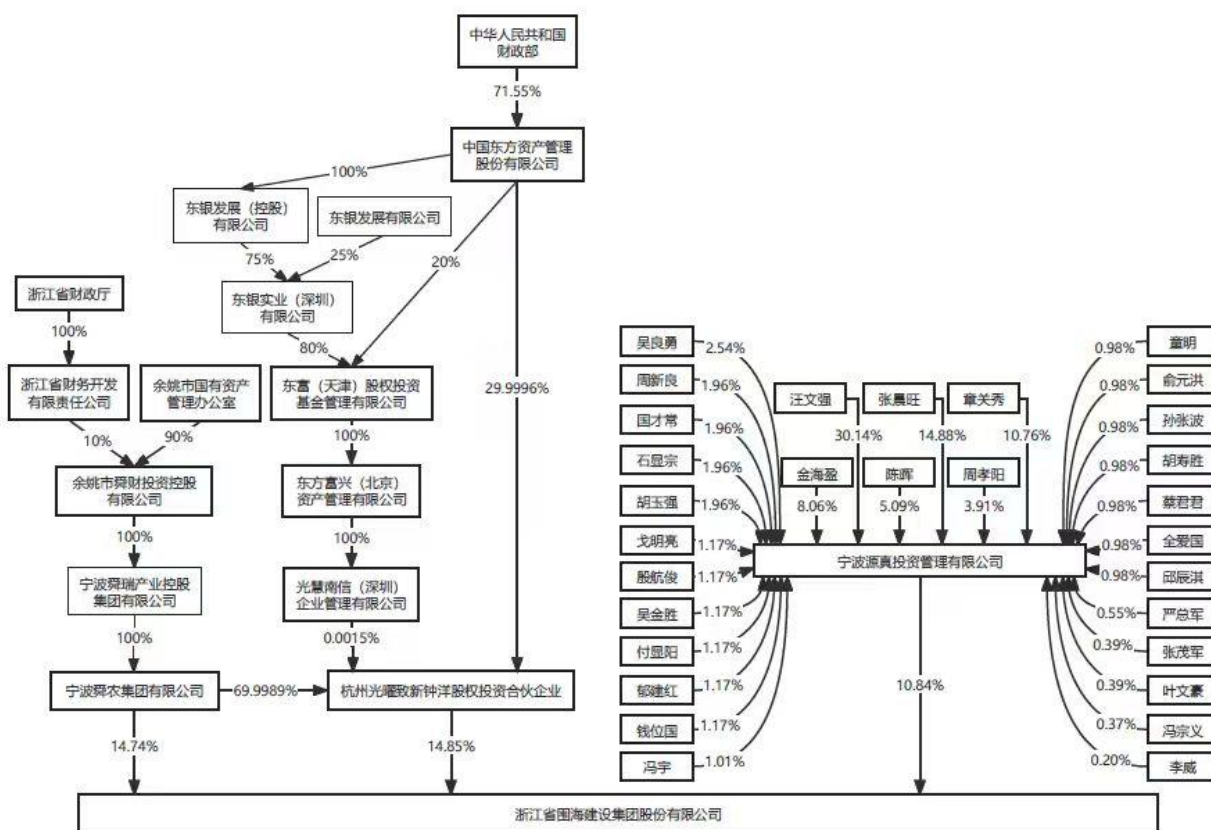 中华人民共和国
财政部
71.55%
中国东方资产管理
股份有限公司
100%
东银发展（控股）
有限公司
东银发展有限公司
75%
25%
20%
浙江省财政厅
东银实业（深圳）
有限公司
100%
80%
29.9996%
浙江省财务开发
有限责任公司
余姚市国有资产
管理办公室
东富（天津）股权投资
基金管理有限公司
10%
90%
100%
余姚市舜财投资控股
有限公司
东方富兴（北京）
资产管理有限公司
100%
100%
宁波舜瑞产业控股
集团有限公司
光慧南信（深圳）
企业管理有限公司
100%
0.0015%
宁波舜农集团有限公司
69.9989%
杭州光曜致新钟洋股权投资合伙企业
14.74%
14.85%
吴良勇
2.54%
周新良
1.96%
国才常
1.96%
石显宗
1.96%
胡玉强
1.96%
戈明亮
1.17%
殷航俊
1.17%
吴金胜
1.17%
付显阳
1.17%
郁建红
1.17%
钱位国
1.17%
冯宇
1.01%
汪文强
张晨旺
章关秀
30.14%
14.88%
10.76%
金海盈
陈晖
周孝阳
8.06%
5.09%
3.91%
宁波源真投资管理有限公司
10.84%
0.98%
童明
0.98%
俞元洪
0.98%
孙张波
0.98%
胡寿胜
0.98%
蔡君君
0.98%
全爱国
0.98%
邱辰淇
0.55%
严总军
0.39%
张茂军
0.39%
叶文豪
0.37%
冯宗义
0.20%
李威
浙江省围海建设集团股份有限公司